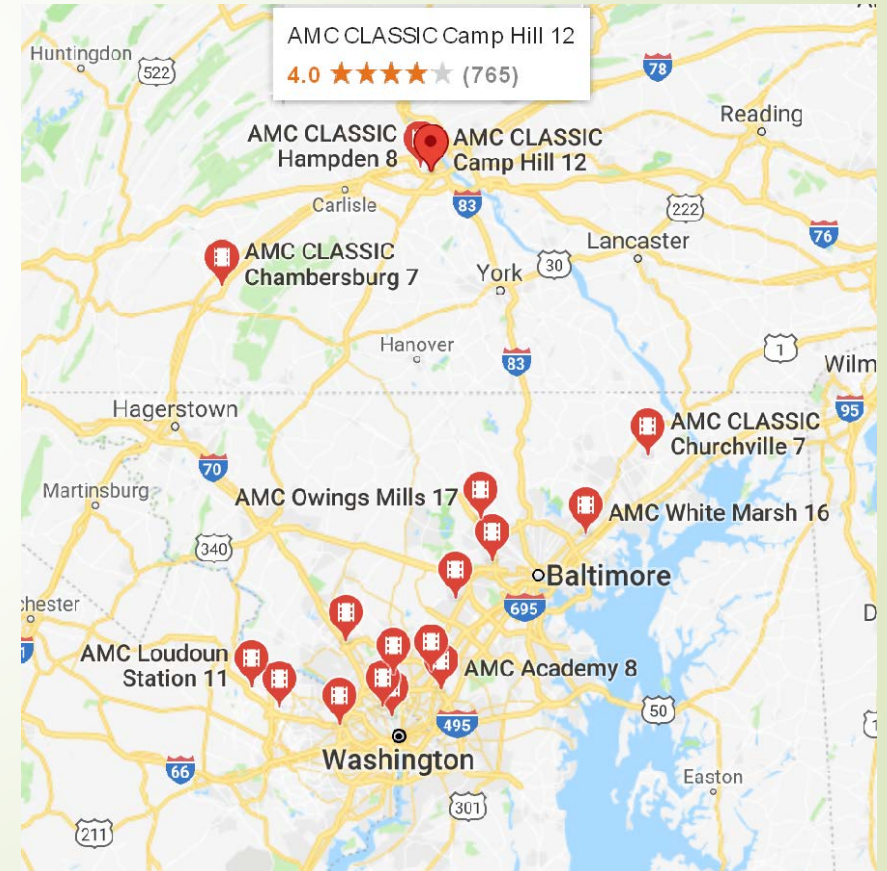 AMC CLASSIC Camp Hill 12
4.0 (765)
Huntingdon
522
78
Reading
AMC CLASSIC
Hampden 8
AMC CLASSIC
Camp Hill 12
Carlisle
83
222
Lancaster
76
AMC CLASSIC
Chambersburg 7
York
30
Hanover
83
1
Wilm
95
Hagerstown
AMC CLASSIC
Churchville 7
70
Martinsburg
AMC Owings Mills 17
AMC White Marsh 16
340
Baltimore
695
chester
D
AMC Loudoun
Station 11
AMC Academy 8
50
495
Washington
66
Easton
301
211